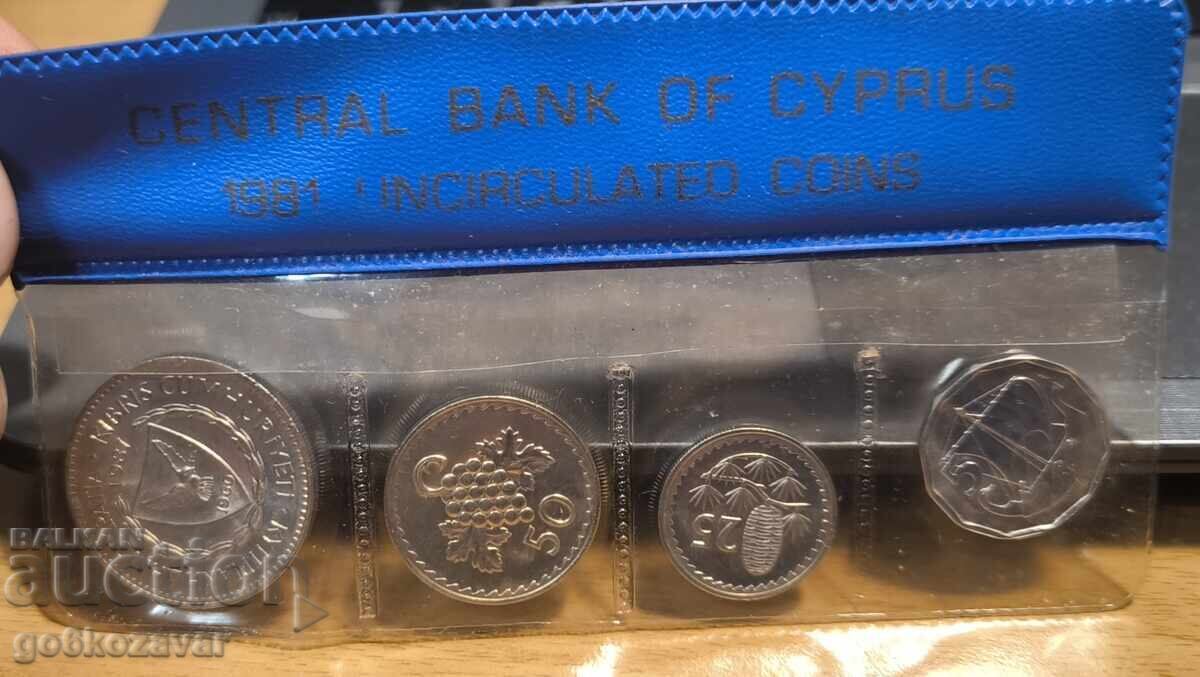 CENTRAL BANK OF CYPRUS
1981 UNCIRCULATED COINS
KIBRIS CUMHURIYETI
1981
1960
50
25
5
BALKAN
auction
go6kozavar